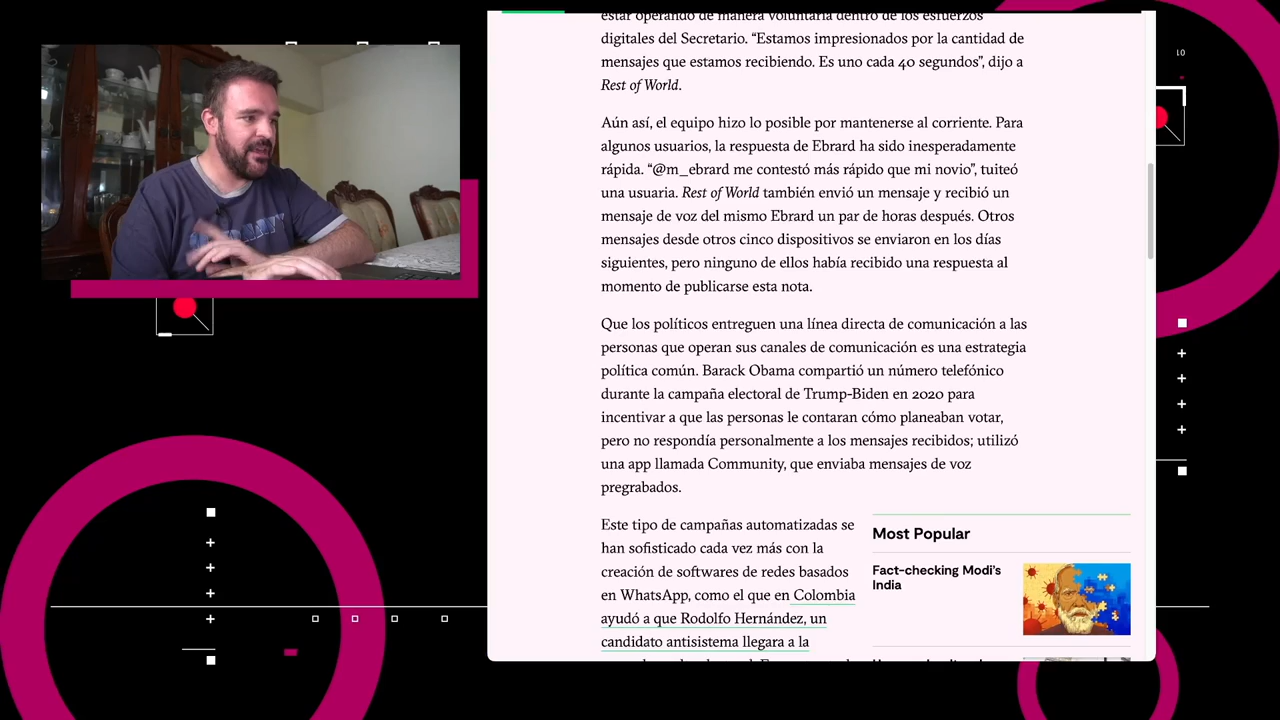 estar operando de manera voluntaria dentro de los esfuerzos
digitales del Secretario. “Estamos impresionados por la cantidad de
mensajes que estamos recibiendo. Es uno cada 40 segundos”, dijo a
Rest of World.
Aún así, el equipo hizo lo posible por mantenerse al corriente. Para
algunos usuarios, la respuesta de Ebrard ha sido inesperadamente
rápida. “@m_ebrard me contestó más rápido que mi novio”, tuiteó
una usuaria. Rest of World también envió un mensaje y recibió un
mensaje de voz del mismo Ebrard un par de horas después. Otros
mensajes desde otros cinco dispositivos se enviaron en los días
siguientes, pero ninguno de ellos había recibido una respuesta al
momento de publicarse esta nota.
Que los políticos entreguen una línea directa de comunicación a las
personas que operan sus canales de comunicación es una estrategia
política común. Barack Obama compartió un número telefónico
durante la campaña electoral de Trump-Biden en 2020 para
incentivar a que las personas le contaran cómo planeaban votar,
pero no respondía personalmente a los mensajes recibidos; utilizó
una app llamada Community, que enviaba mensajes de voz
pregrabados.
Este tipo de campañas automatizadas se
han sofisticado cada vez más con la
creación de softwares de redes basados
en WhatsApp, como el que en Colombia
ayudó a que Rodolfo Hernández, un
candidato antisistema llegara a la
Most Popular
Fact-checking Modi’s
India
10